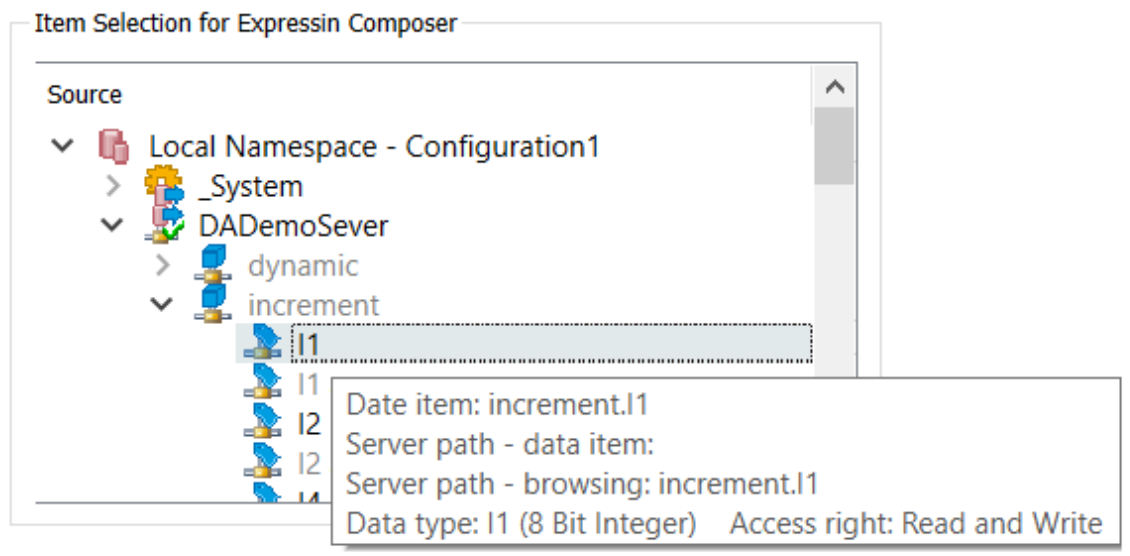 Item Selection for Expressin Composer
Source
Local Namespace - Configuration1
_System
DADemoSever
dynamic
increment
I1
I1
I2
I2
I4
Date item: increment.I1
Server path - data item:
Server path - browsing: increment.I1
Data type: I1 (8 Bit Integer) Access right: Read and Write